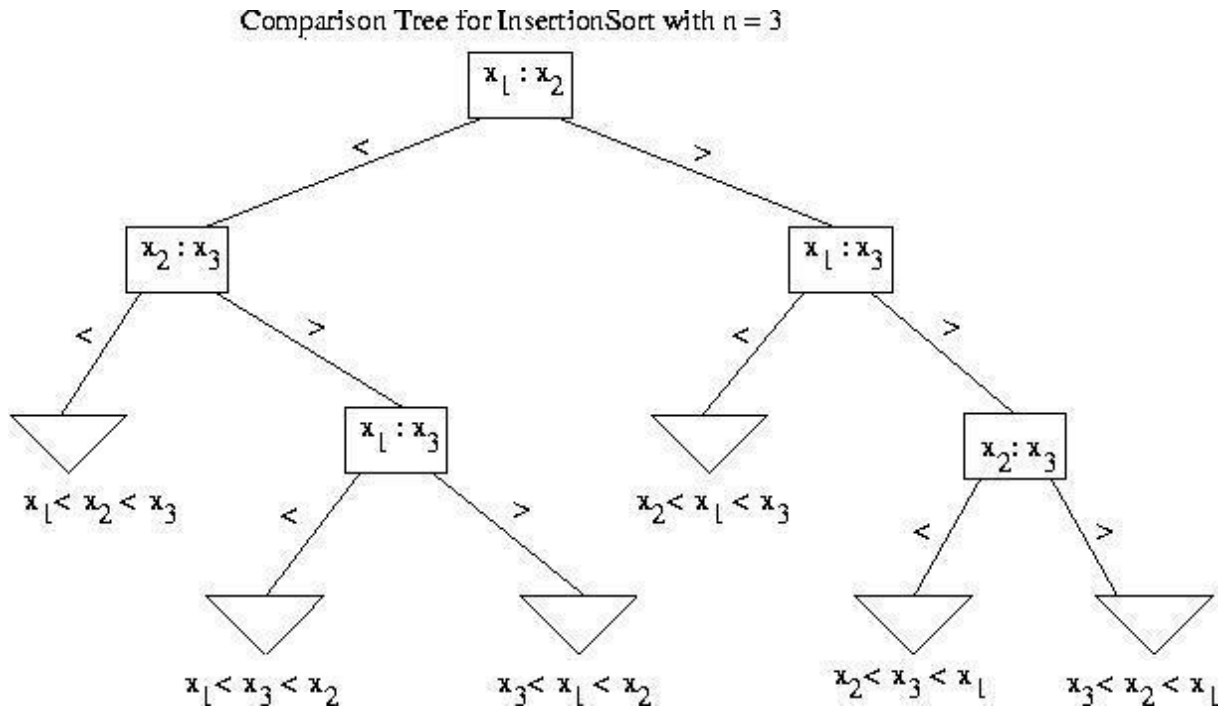 Comparison Tree for InsertionSort with n = 3
x₁ : x₂
< >
x₂ : x₃ x₁ : x₃
< > < >
x₁ : x₃ x₂ : x₃
x₁ < x₂ < x₃ x₂ < x₁ < x₃
< > < >
x₁ < x₃ < x₂ x₃ < x₁ < x₂ x₂ < x₃ < x₁ x₃ < x₂ < x₁